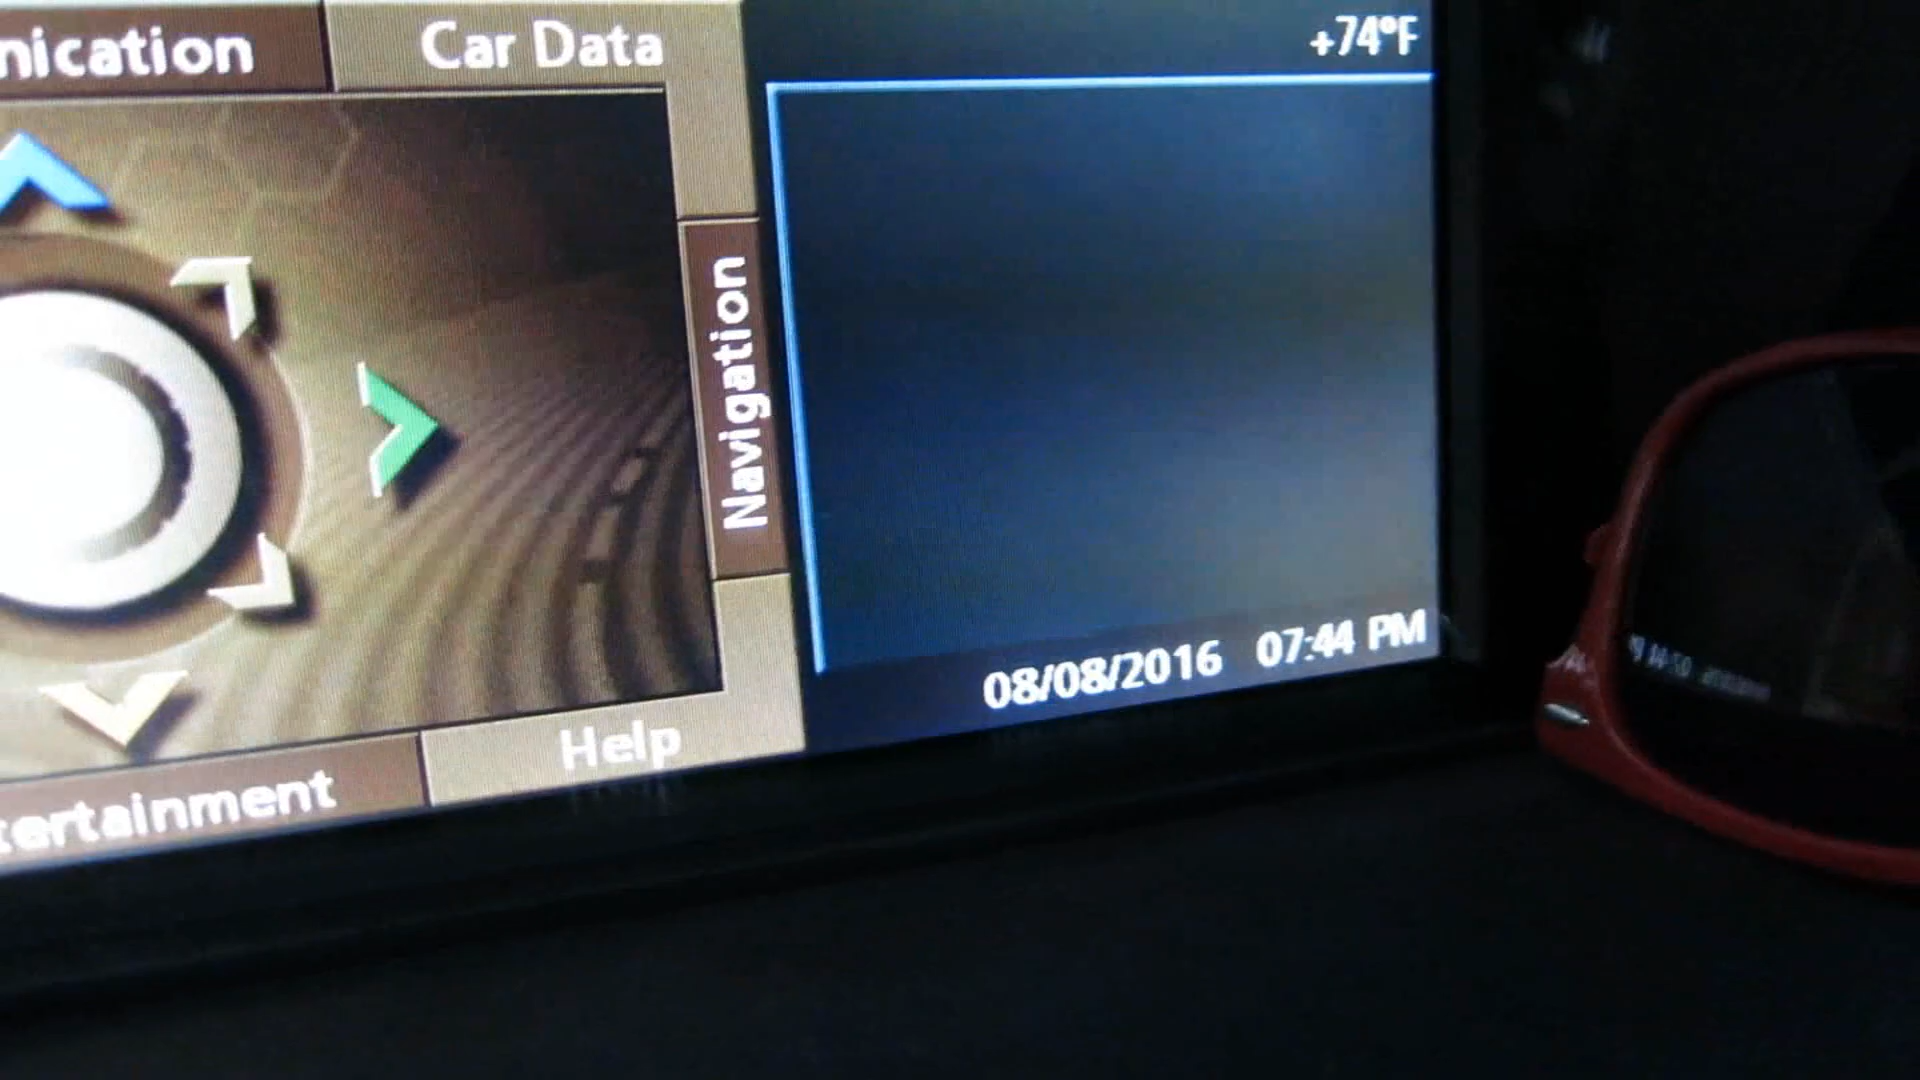 nication
Car Data
+74°F
Navigation
08/08/2016 07:44 PM
Help
tertainment